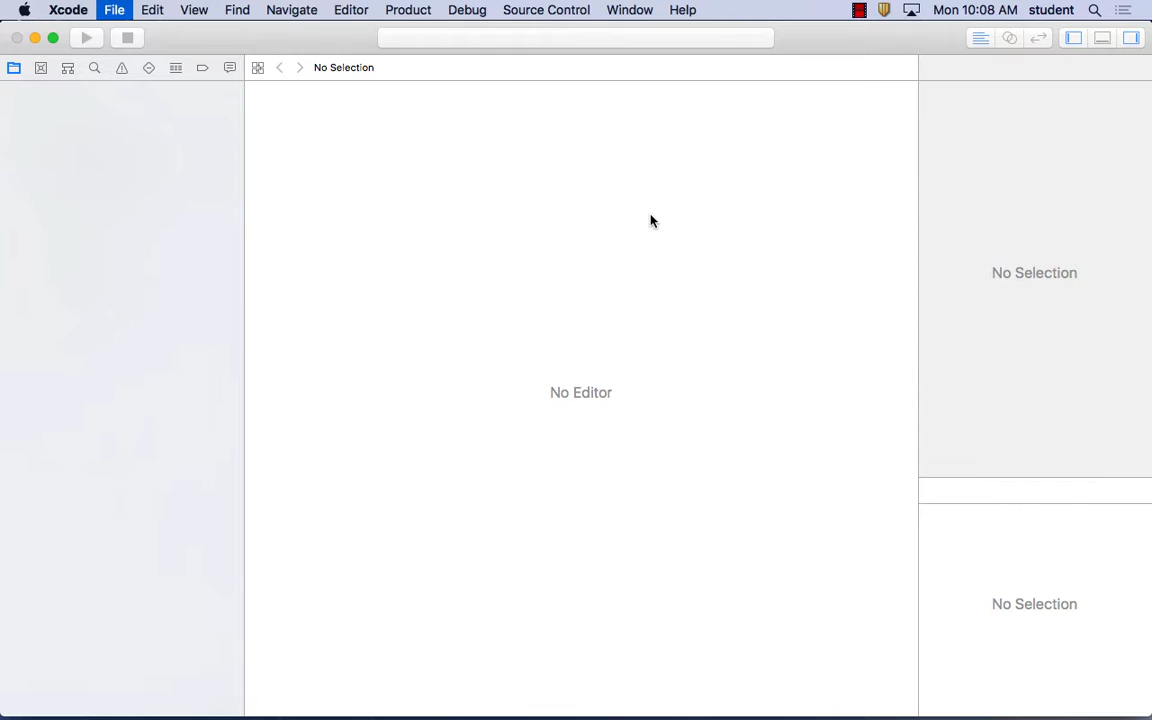 Xcode File Edit View Find Navigate Editor Product Debug Source Control Window Help Mon 10:08 AM student
No Selection
No Selection
No Editor
No Selection